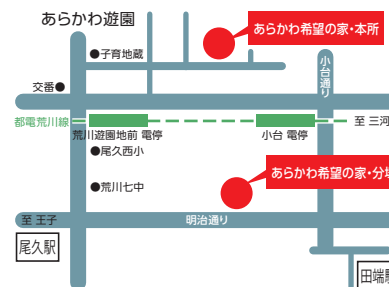 あらかわ遊園
あらかわ希望の家・本所
●子育地蔵
小台通り
交番●
都電荒川線
荒川遊園地前 電停
小台 電停
至 三河
●尾久西小
あらかわ希望の家・分場
●荒川七中
至 王子
明治通り
尾久駅
田端駅